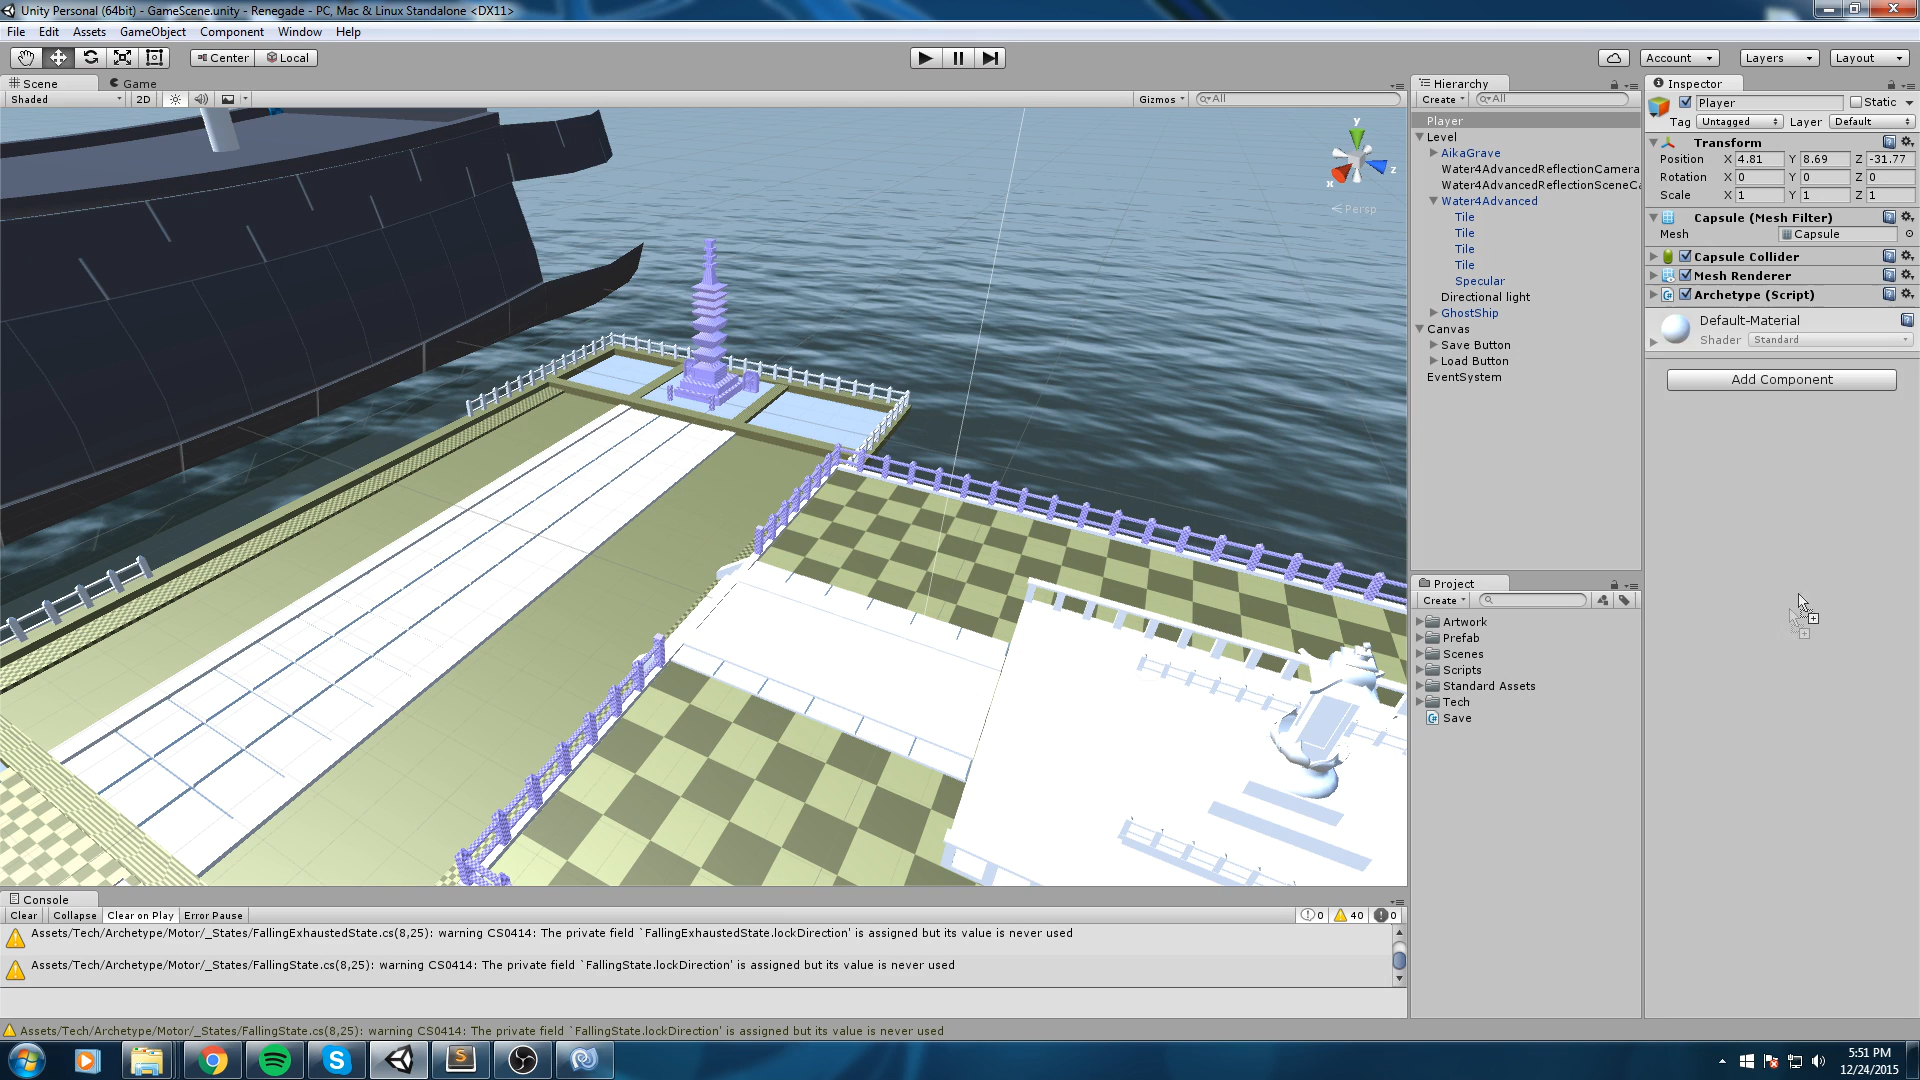 Unity Personal (64bit) - GameScene.unity - Renegade - PC, Mac & Linux Standalone <DX11>
File Edit Assets GameObject Component Window Help
Center Local Account Layers Layout
Scene Game
Shaded 2D Gizmos All
y
x
z
Persp
Hierarchy
Create All
Player
Level
AikaGrave
Water4AdvancedReflectionCamera
Water4AdvancedReflectionSceneCa
Water4Advanced
Tile
Tile
Tile
Tile
Specular
Directional light
GhostShip
Canvas
Save Button
Load Button
EventSystem
Project
Create
Artwork
Prefab
Scenes
Scripts
Standard Assets
Tech
Save
Inspector
Player Static
Tag Untagged Layer Default
Transform
Position X 4.81 Y 8.69 Z -31.77
Rotation X 0 Y 0 Z 0
Scale X 1 Y 1 Z 1
Capsule (Mesh Filter)
Mesh Capsule
Capsule Collider
Mesh Renderer
Archetype (Script)
Default-Material
Shader Standard
Add Component
Console
Clear Collapse Clear on Play Error Pause 0 40 0
Assets/Tech/Archetype/Motor/_States/FallingExhaustedState.cs(8,25): warning CS0414: The private field `FallingExhaustedState.lockDirection' is assigned but its value is never used
Assets/Tech/Archetype/Motor/_States/FallingState.cs(8,25): warning CS0414: The private field `FallingState.lockDirection' is assigned but its value is never used
Assets/Tech/Archetype/Motor/_States/FallingState.cs(8,25): warning CS0414: The private field `FallingState.lockDirection' is assigned but its value is never used
5:51 PM
12/24/2015